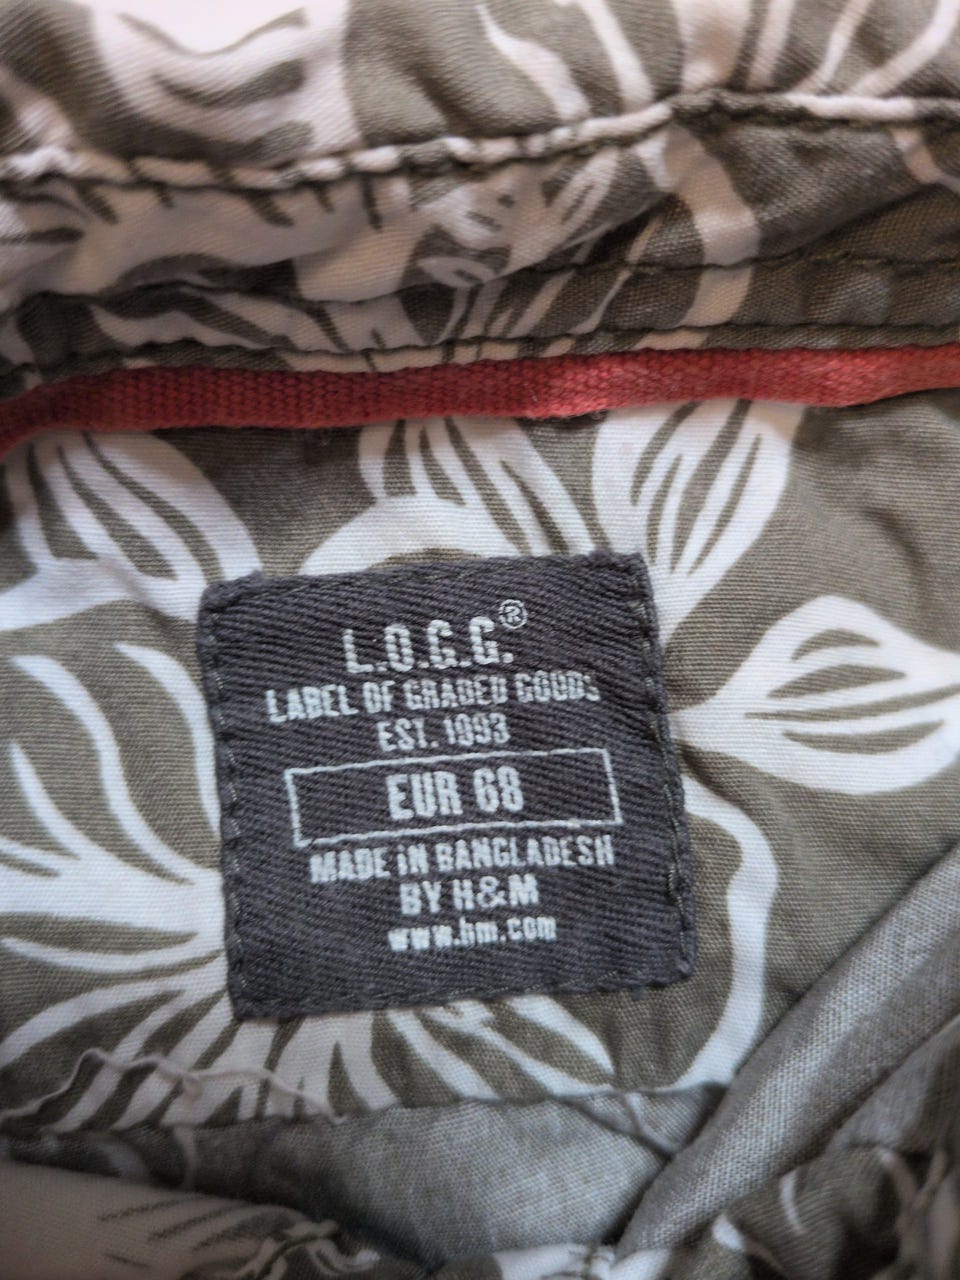 L.O.G.G.®
LABEL OF GRADED GOODS
EST. 1993
EUR 68
MADE IN BANGLADESH
BY H&M
www.hm.com